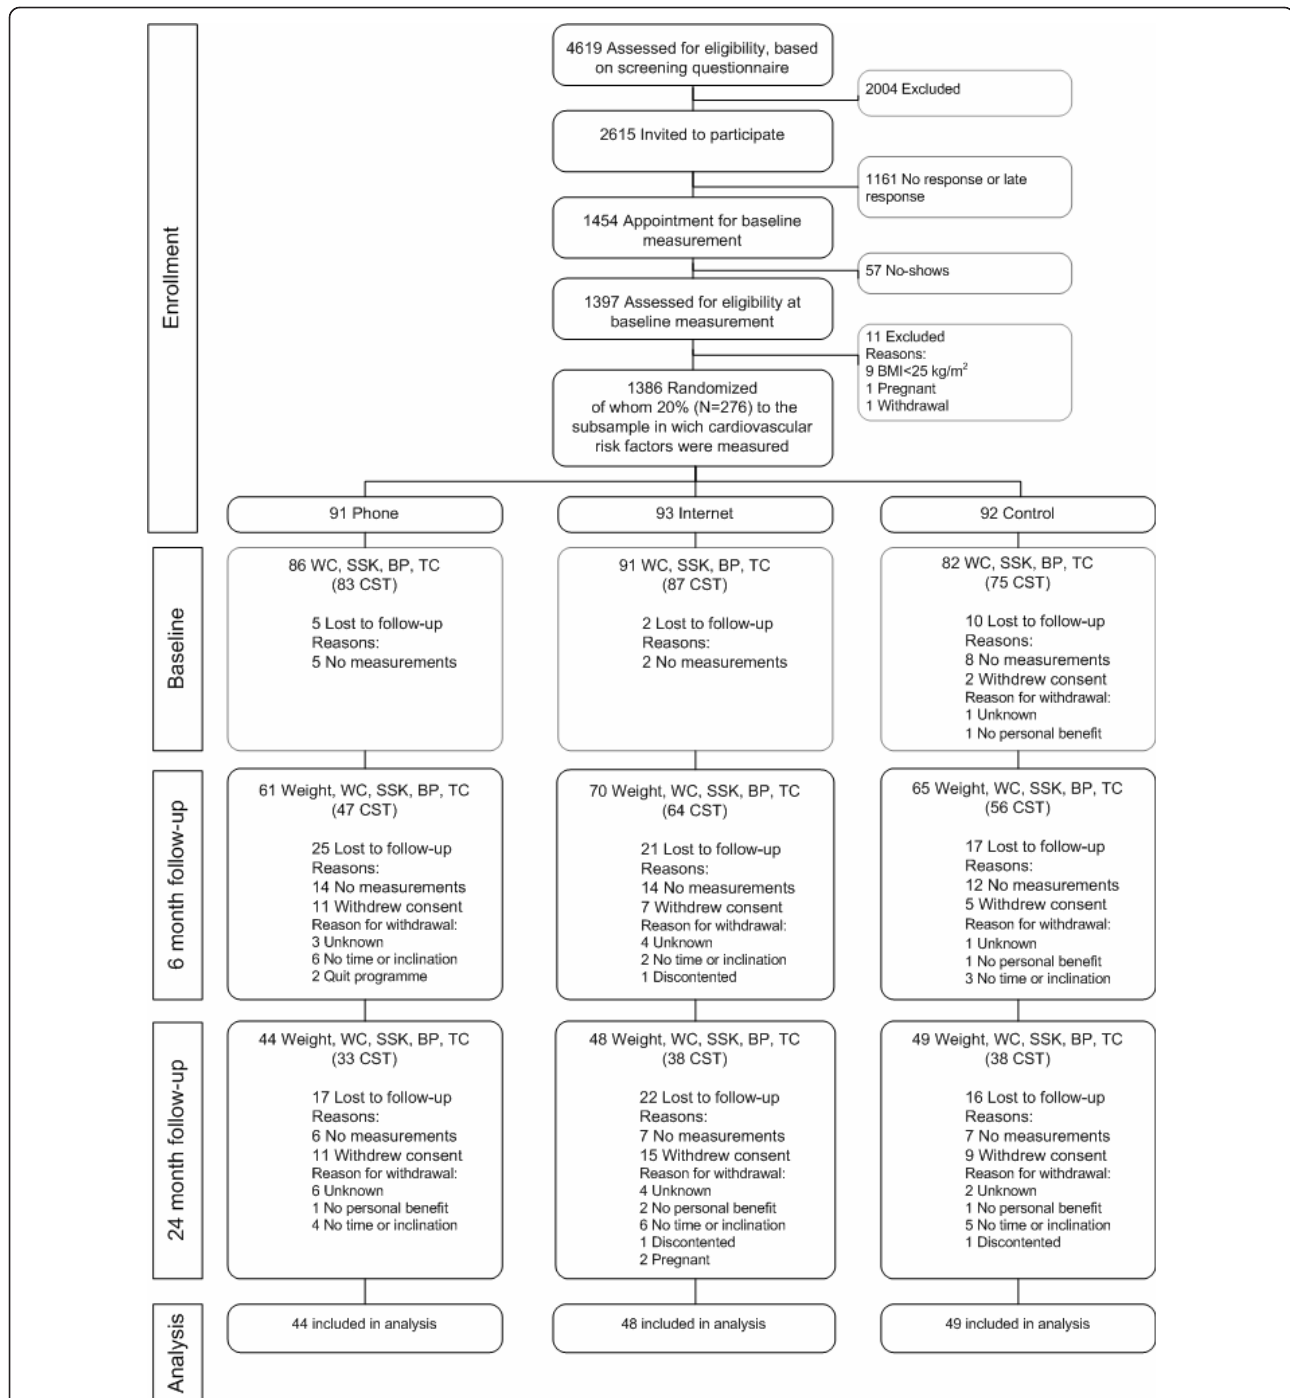 Enrollment
4619 Assessed for eligibility, based
on screening questionnaire
2004 Excluded
2615 Invited to participate
1161 No response or late
response
1454 Appointment for baseline
measurement
57 No-shows
1397 Assessed for eligibility at
baseline measurement
11 Excluded
Reasons:
9 BMI<25 kg/m²
1 Pregnant
1 Withdrawal
1386 Randomized
of whom 20% (N=276) to the
subsample in wich cardiovascular
risk factors were measured
91 Phone
93 Internet
92 Control
Baseline
86 WC, SSK, BP, TC
(83 CST)
5 Lost to follow-up
Reasons:
5 No measurements
91 WC, SSK, BP, TC
(87 CST)
2 Lost to follow-up
Reasons:
2 No measurements
82 WC, SSK, BP, TC
(75 CST)
10 Lost to follow-up
Reasons:
8 No measurements
2 Withdrew consent
Reason for withdrawal:
1 Unknown
1 No personal benefit
6 month follow-up
61 Weight, WC, SSK, BP, TC
(47 CST)
25 Lost to follow-up
Reasons:
14 No measurements
11 Withdrew consent
Reason for withdrawal:
3 Unknown
6 No time or inclination
2 Quit programme
70 Weight, WC, SSK, BP, TC
(64 CST)
21 Lost to follow-up
Reasons:
14 No measurements
7 Withdrew consent
Reason for withdrawal:
4 Unknown
2 No time or inclination
1 Discontented
65 Weight, WC, SSK, BP, TC
(56 CST)
17 Lost to follow-up
Reasons:
12 No measurements
5 Withdrew consent
Reason for withdrawal:
1 Unknown
1 No personal benefit
3 No time or inclination
24 month follow-up
44 Weight, WC, SSK, BP, TC
(33 CST)
17 Lost to follow-up
Reasons:
6 No measurements
11 Withdrew consent
Reason for withdrawal:
6 Unknown
1 No personal benefit
4 No time or inclination
48 Weight, WC, SSK, BP, TC
(38 CST)
22 Lost to follow-up
Reasons:
7 No measurements
15 Withdrew consent
Reason for withdrawal:
4 Unknown
2 No personal benefit
6 No time or inclination
1 Discontented
2 Pregnant
49 Weight, WC, SSK, BP, TC
(38 CST)
16 Lost to follow-up
Reasons:
7 No measurements
9 Withdrew consent
Reason for withdrawal:
2 Unknown
1 No personal benefit
5 No time or inclination
1 Discontented
Analysis
44 included in analysis
48 included in analysis
49 included in analysis